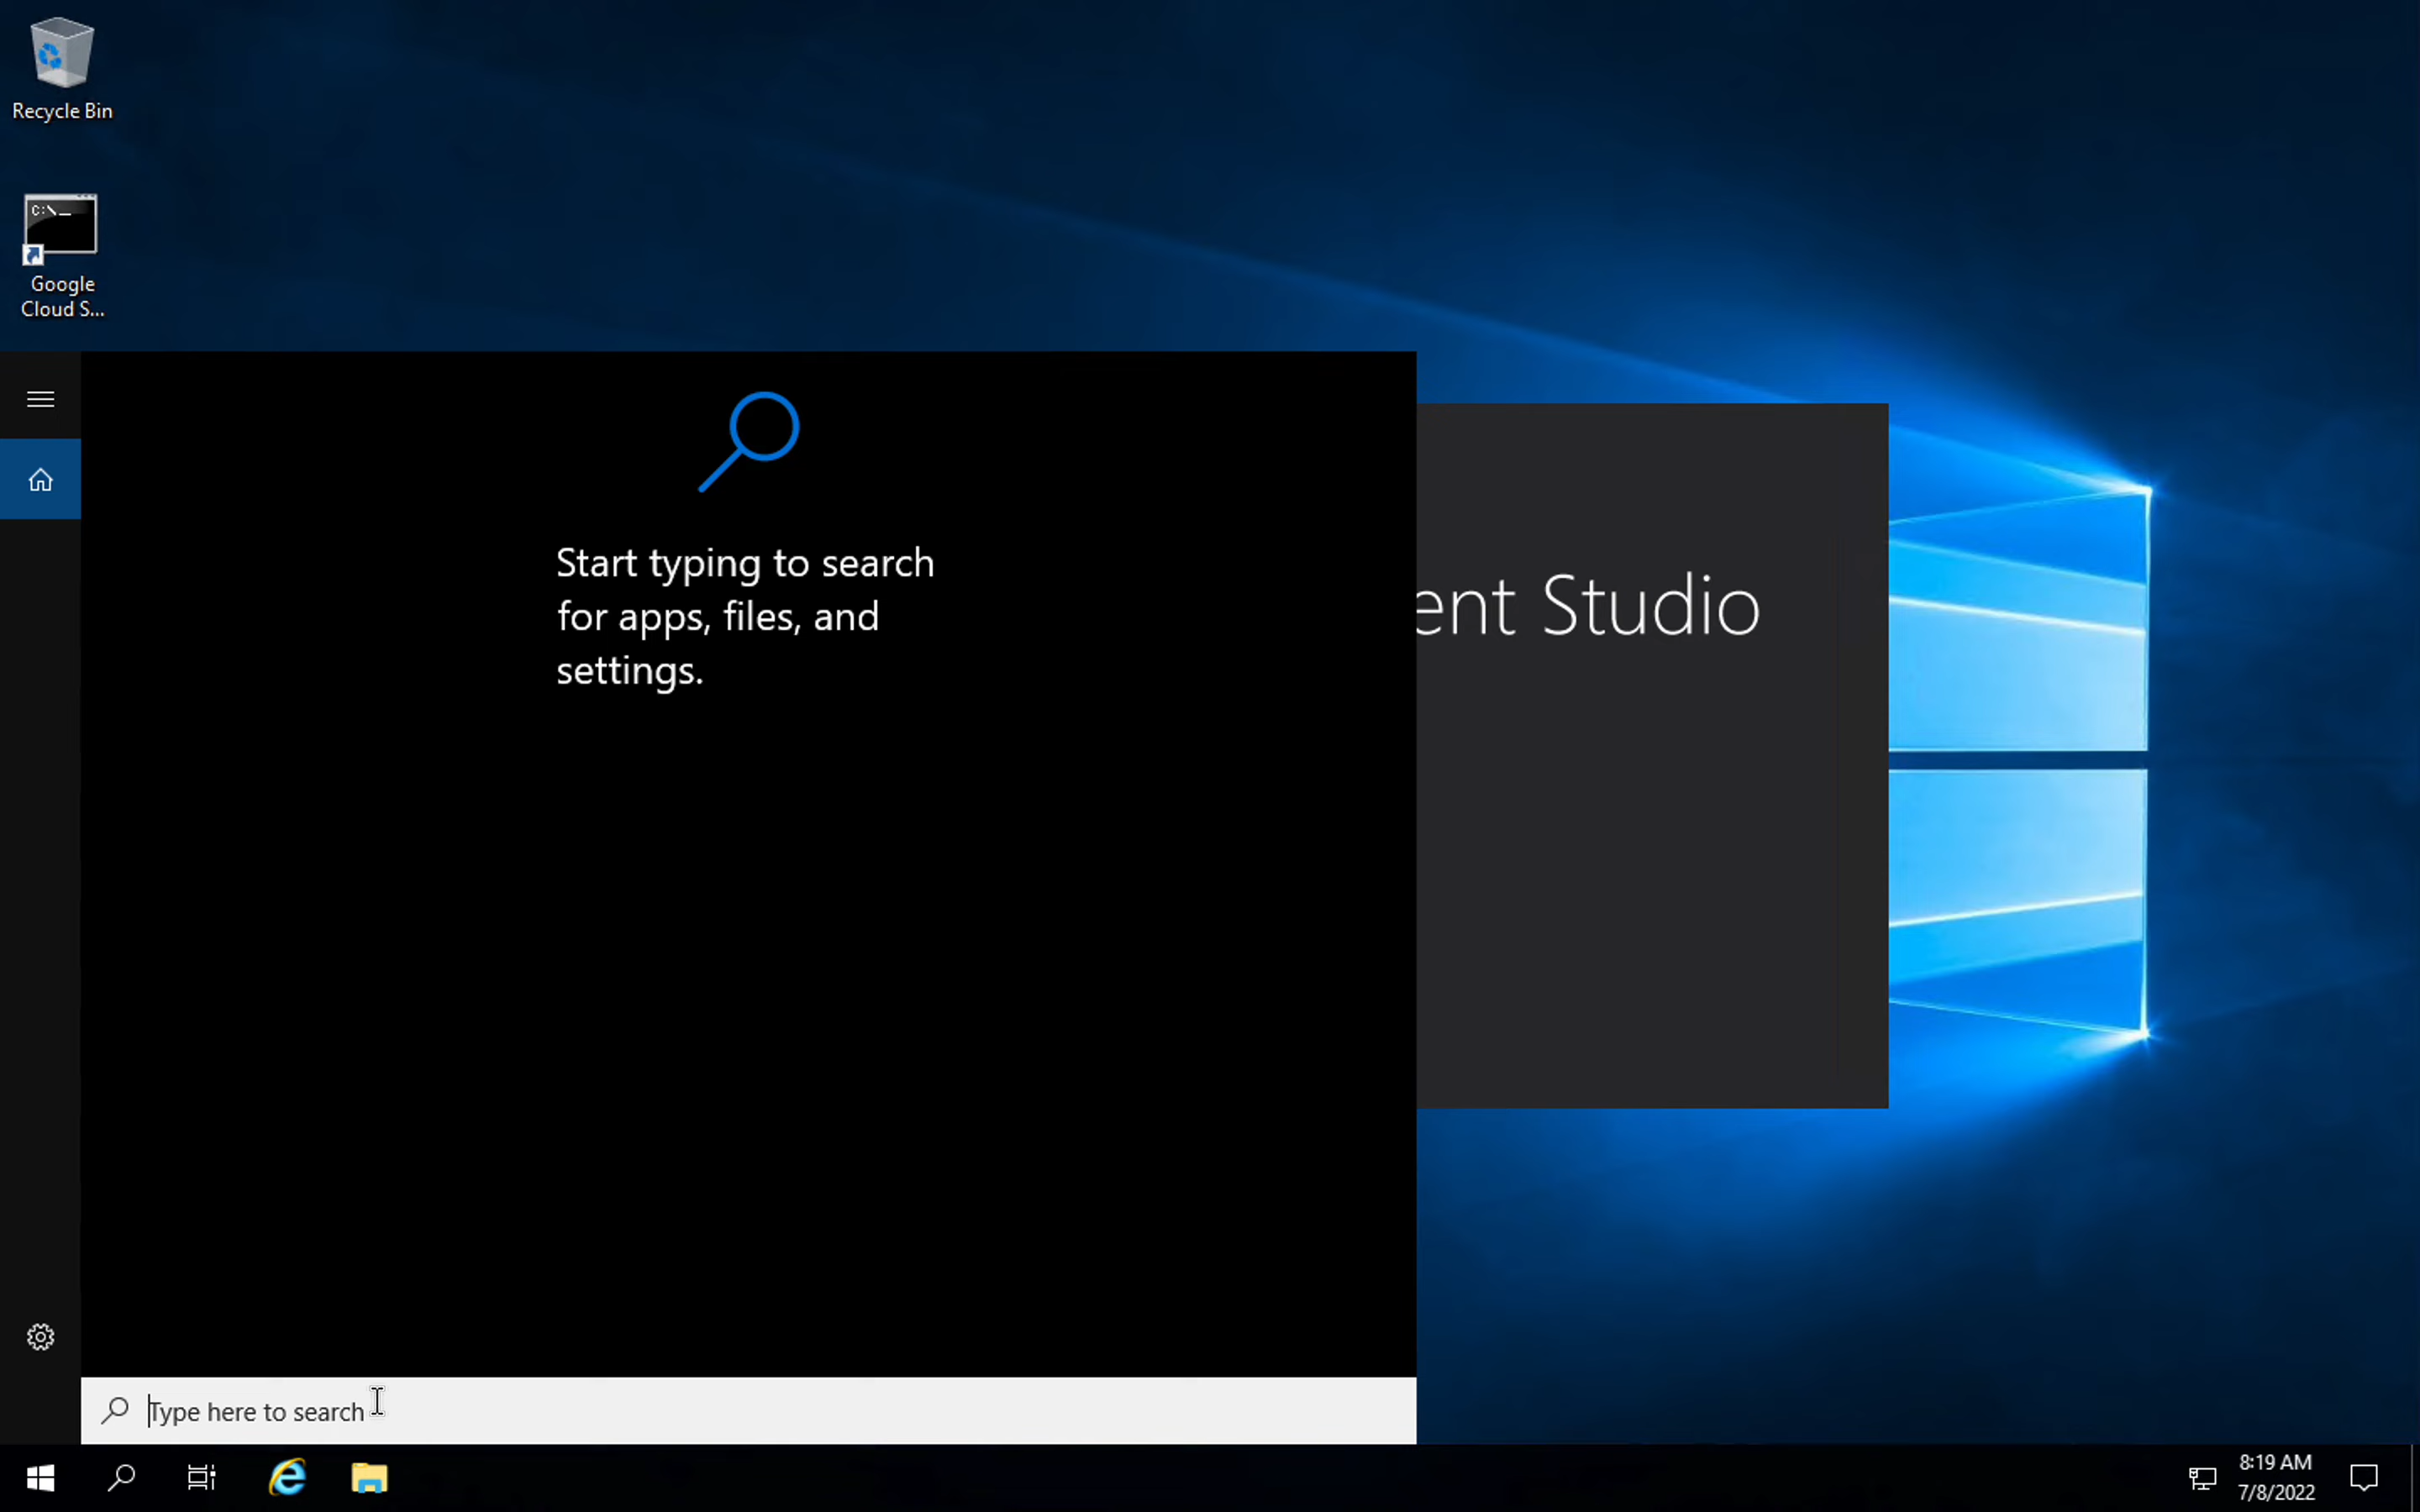 Recycle Bin
C:\_
Google
Cloud S...
Start typing to search
for apps, files, and
settings.
ent Studio
Type here to search
8:19 AM
7/8/2022